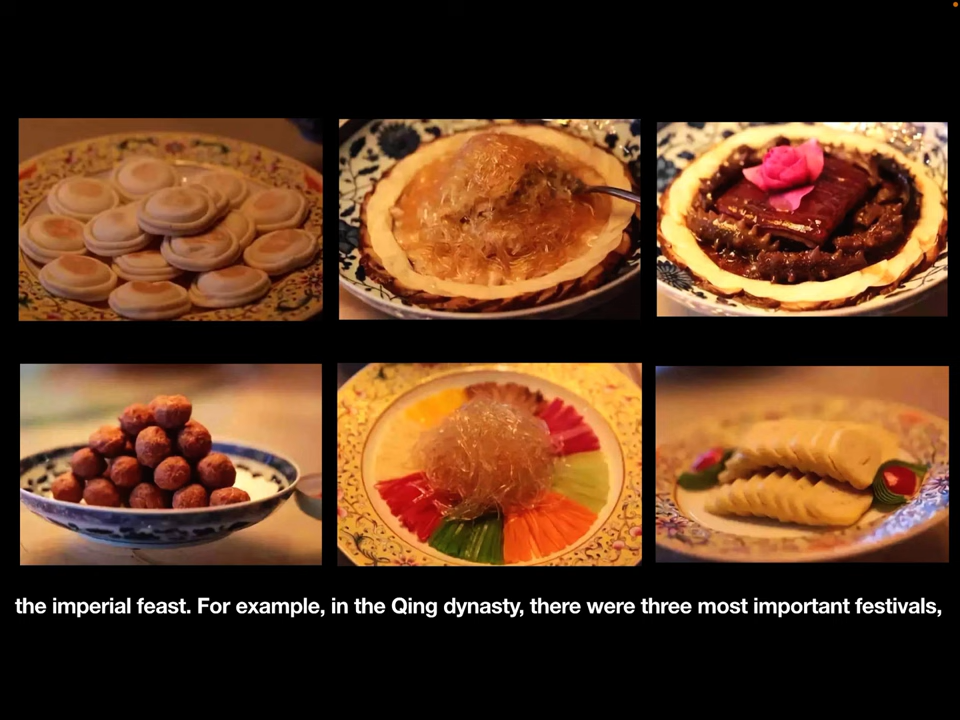 the imperial feast. For example, in the Qing dynasty, there were three most important festivals,